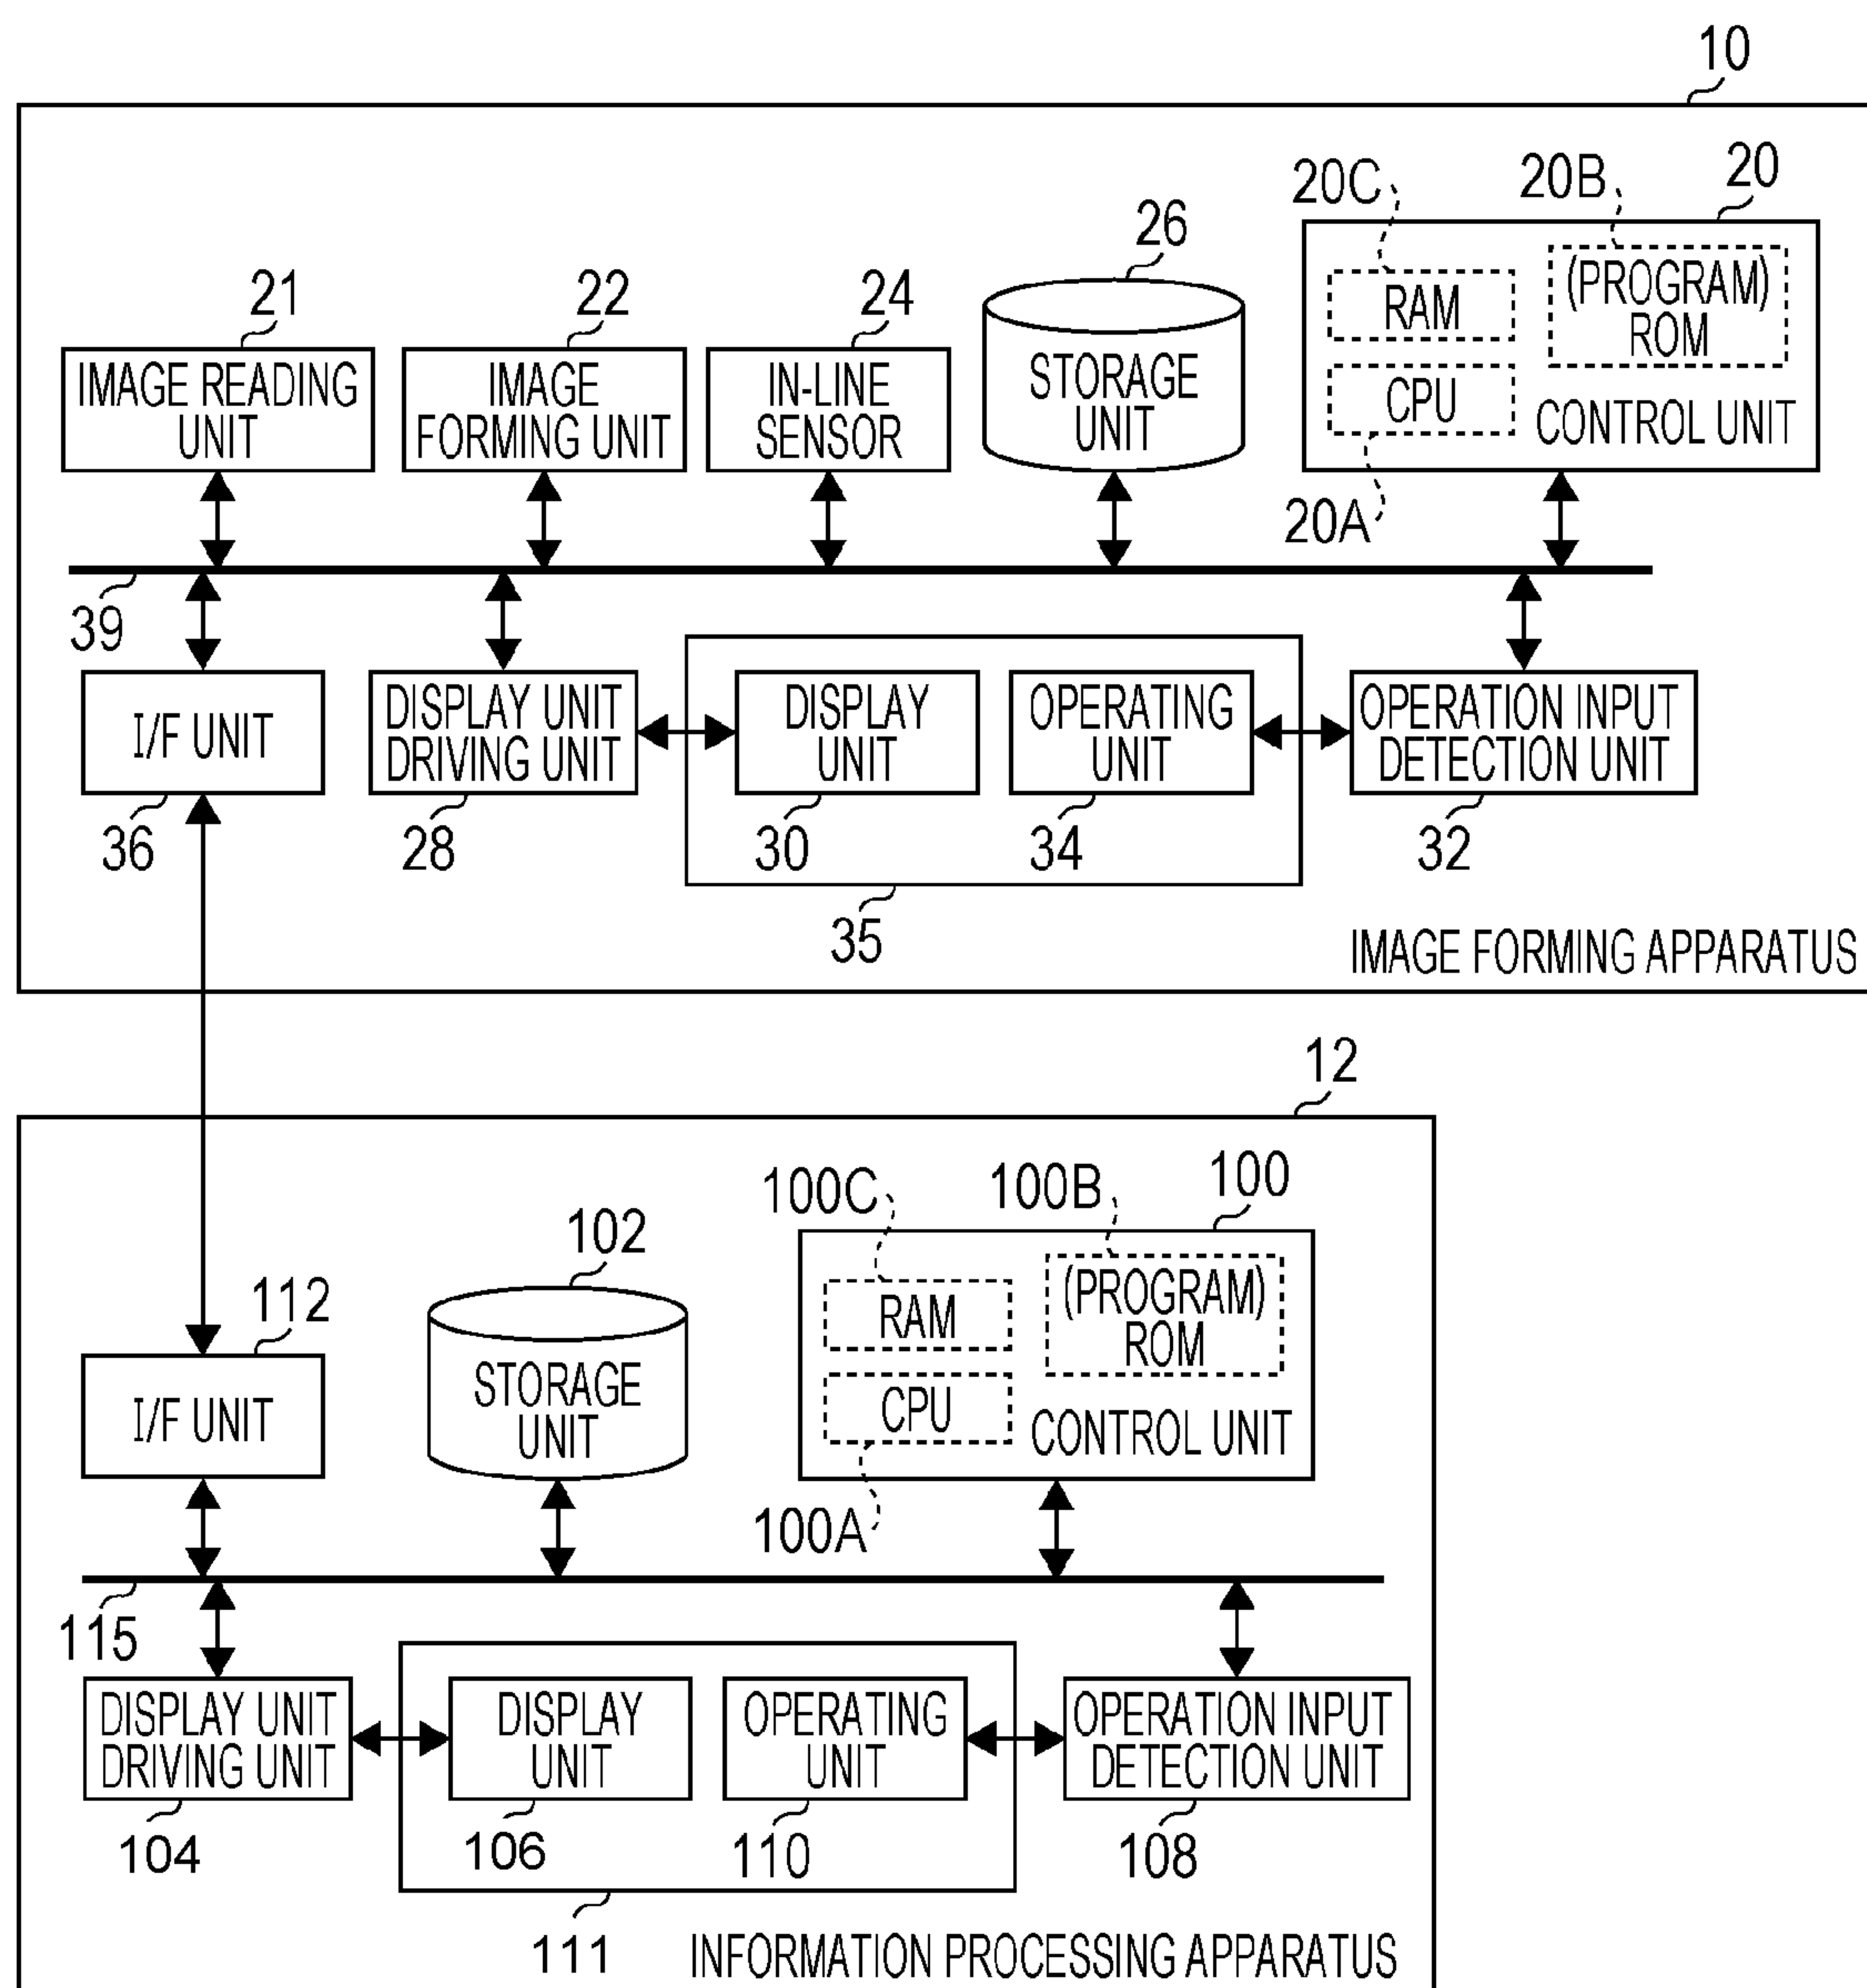 10
20C
20B
20
26
21
22
24
RAM
(PROGRAM)
ROM
CPU
CONTROL UNIT
IMAGE READING
UNIT
IMAGE
FORMING UNIT
IN-LINE
SENSOR
STORAGE
UNIT
20A
39
I/F UNIT
DISPLAY UNIT
DRIVING UNIT
DISPLAY
UNIT
OPERATING
UNIT
OPERATION INPUT
DETECTION UNIT
36
28
30
34
32
35
IMAGE FORMING APPARATUS
12
100C
100B
100
102
112
RAM
(PROGRAM)
ROM
CPU
CONTROL UNIT
I/F UNIT
STORAGE
UNIT
100A
115
DISPLAY UNIT
DRIVING UNIT
DISPLAY
UNIT
OPERATING
UNIT
OPERATION INPUT
DETECTION UNIT
104
106
110
108
111
INFORMATION PROCESSING APPARATUS